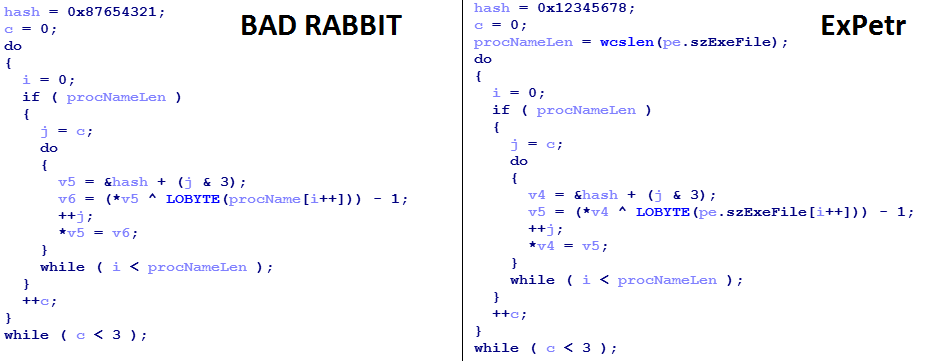 BAD RABBIT
hash = 0x87654321;
c = 0;
do
{
  i = 0;
  if ( procNameLen )
  {
    j = c;
    do
    {
      v5 = &hash + (j & 3);
      v6 = (*v5 ^ LOBYTE(procName[i++])) - 1;
      ++j;
      *v5 = v6;
    }
    while ( i < procNameLen );
  }
  ++c;
}
while ( c < 3 );
ExPetr
hash = 0x12345678;
c = 0;
procNameLen = wcslen(pe.szExeFile);
do
{
  i = 0;
  if ( procNameLen )
  {
    j = c;
    do
    {
      v4 = &hash + (j & 3);
      v5 = (*v4 ^ LOBYTE(pe.szExeFile[i++])) - 1;
      ++j;
      *v4 = v5;
    }
    while ( i < procNameLen );
  }
  ++c;
}
while ( c < 3 );